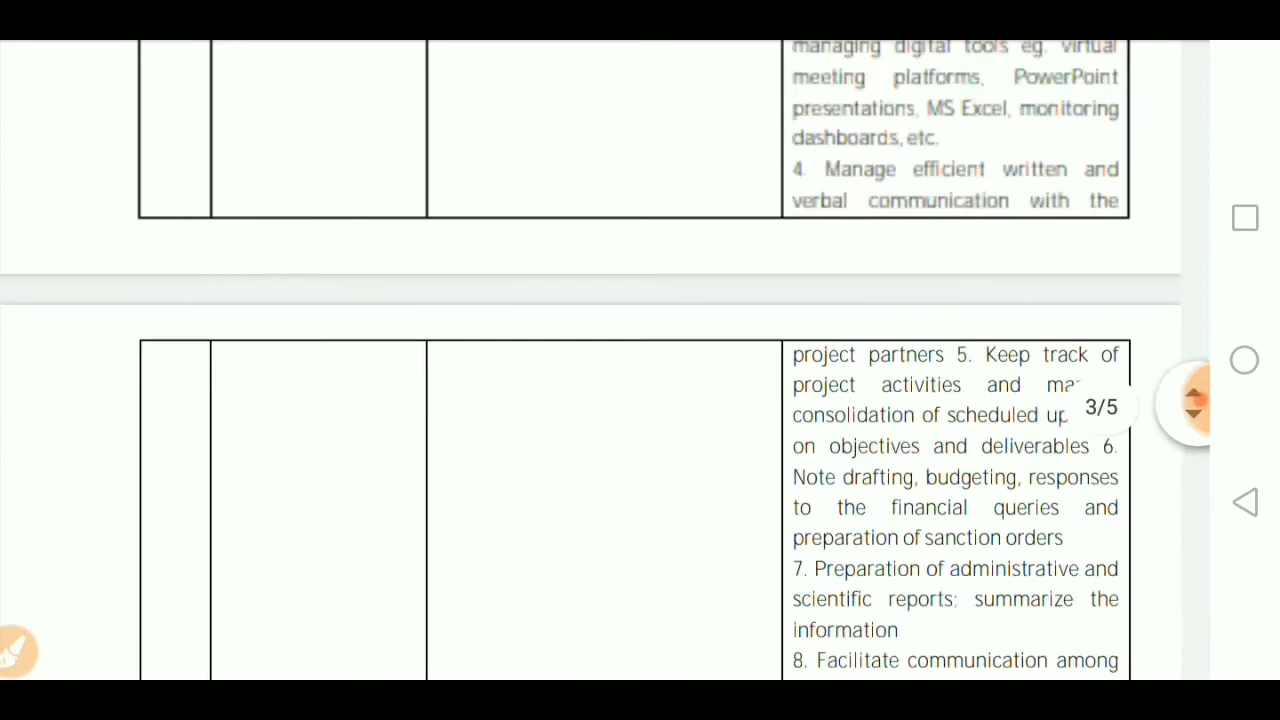 managing digital tools eg. virtual
meeting platforms, PowerPoint
presentations, MS Excel, monitoring
dashboards, etc.
4. Manage efficient written and
verbal communication with the
project partners 5. Keep track of
project activities and
consolidation of scheduled
on objectives and deliverables 6.
Note drafting, budgeting, responses
to the financial queries and
preparation of sanction orders
7. Preparation of administrative and
scientific reports; summarize the
information
8. Facilitate communication among
3/5